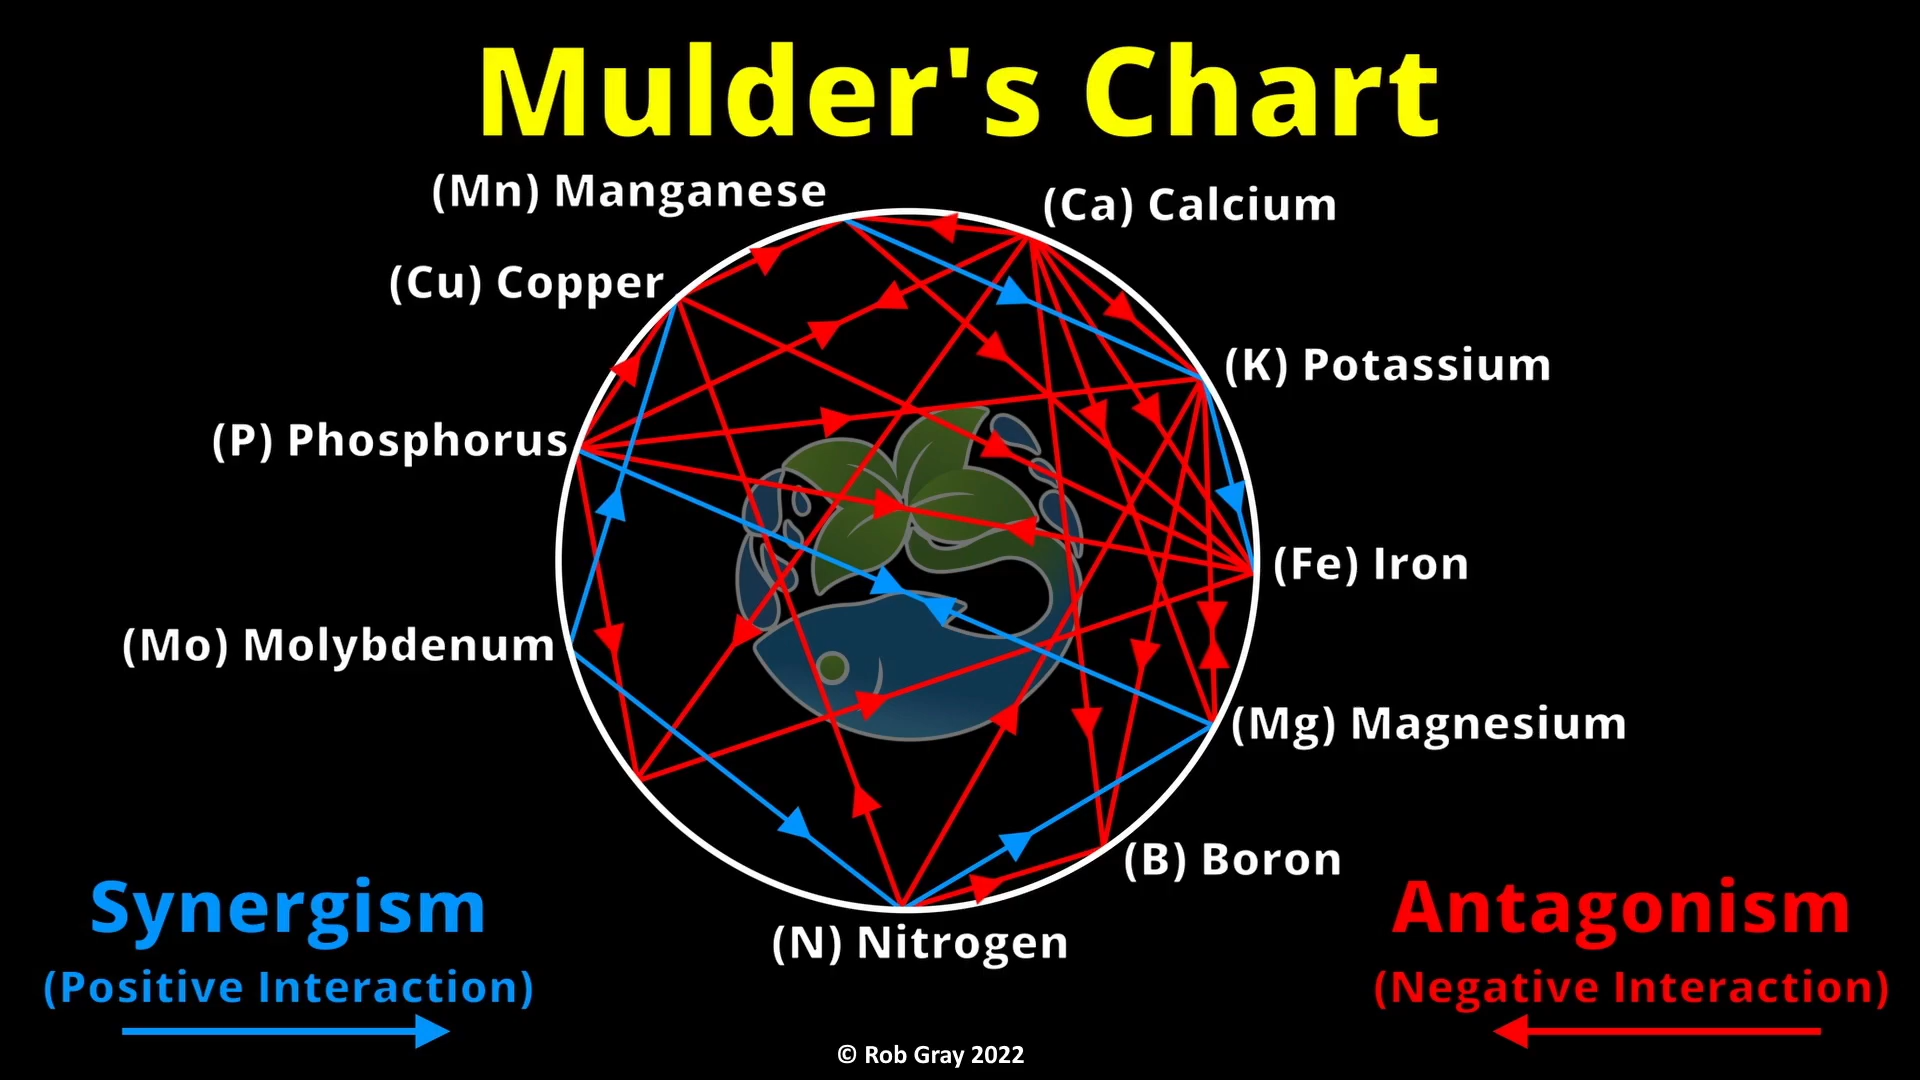 Mulder's Chart
(Mn) Manganese
(Ca) Calcium
(Cu) Copper
(K) Potassium
(P) Phosphorus
(Fe) Iron
(Mo) Molybdenum
(Mg) Magnesium
(B) Boron
(N) Nitrogen
Synergism
(Positive Interaction)
Antagonism
(Negative Interaction)
© Rob Gray 2022